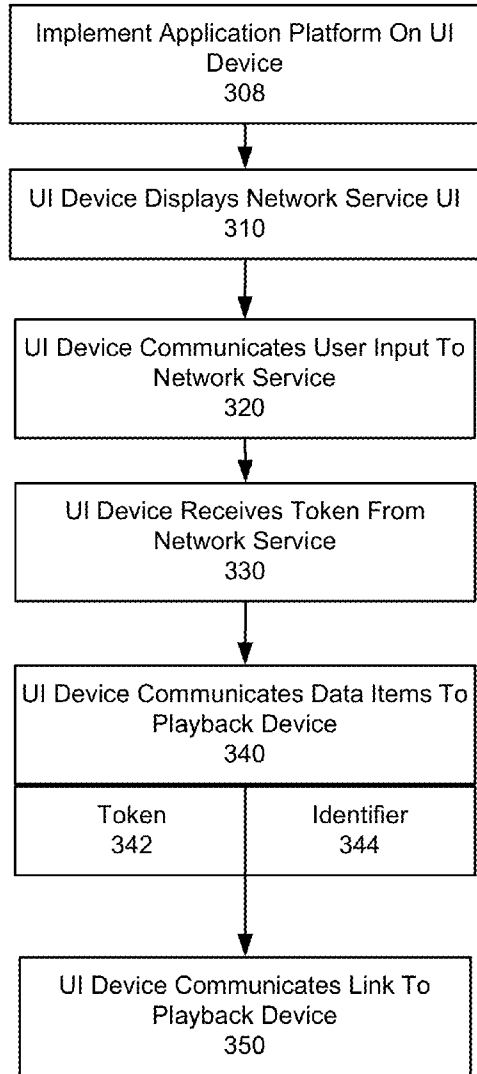 Implement Application Platform On UI
Device
308
UI Device Displays Network Service UI
310
UI Device Communicates User Input To
Network Service
320
UI Device Receives Token From
Network Service
330
UI Device Communicates Data Items To
Playback Device
340
Token
342
Identifier
344
UI Device Communicates Link To
Playback Device
350